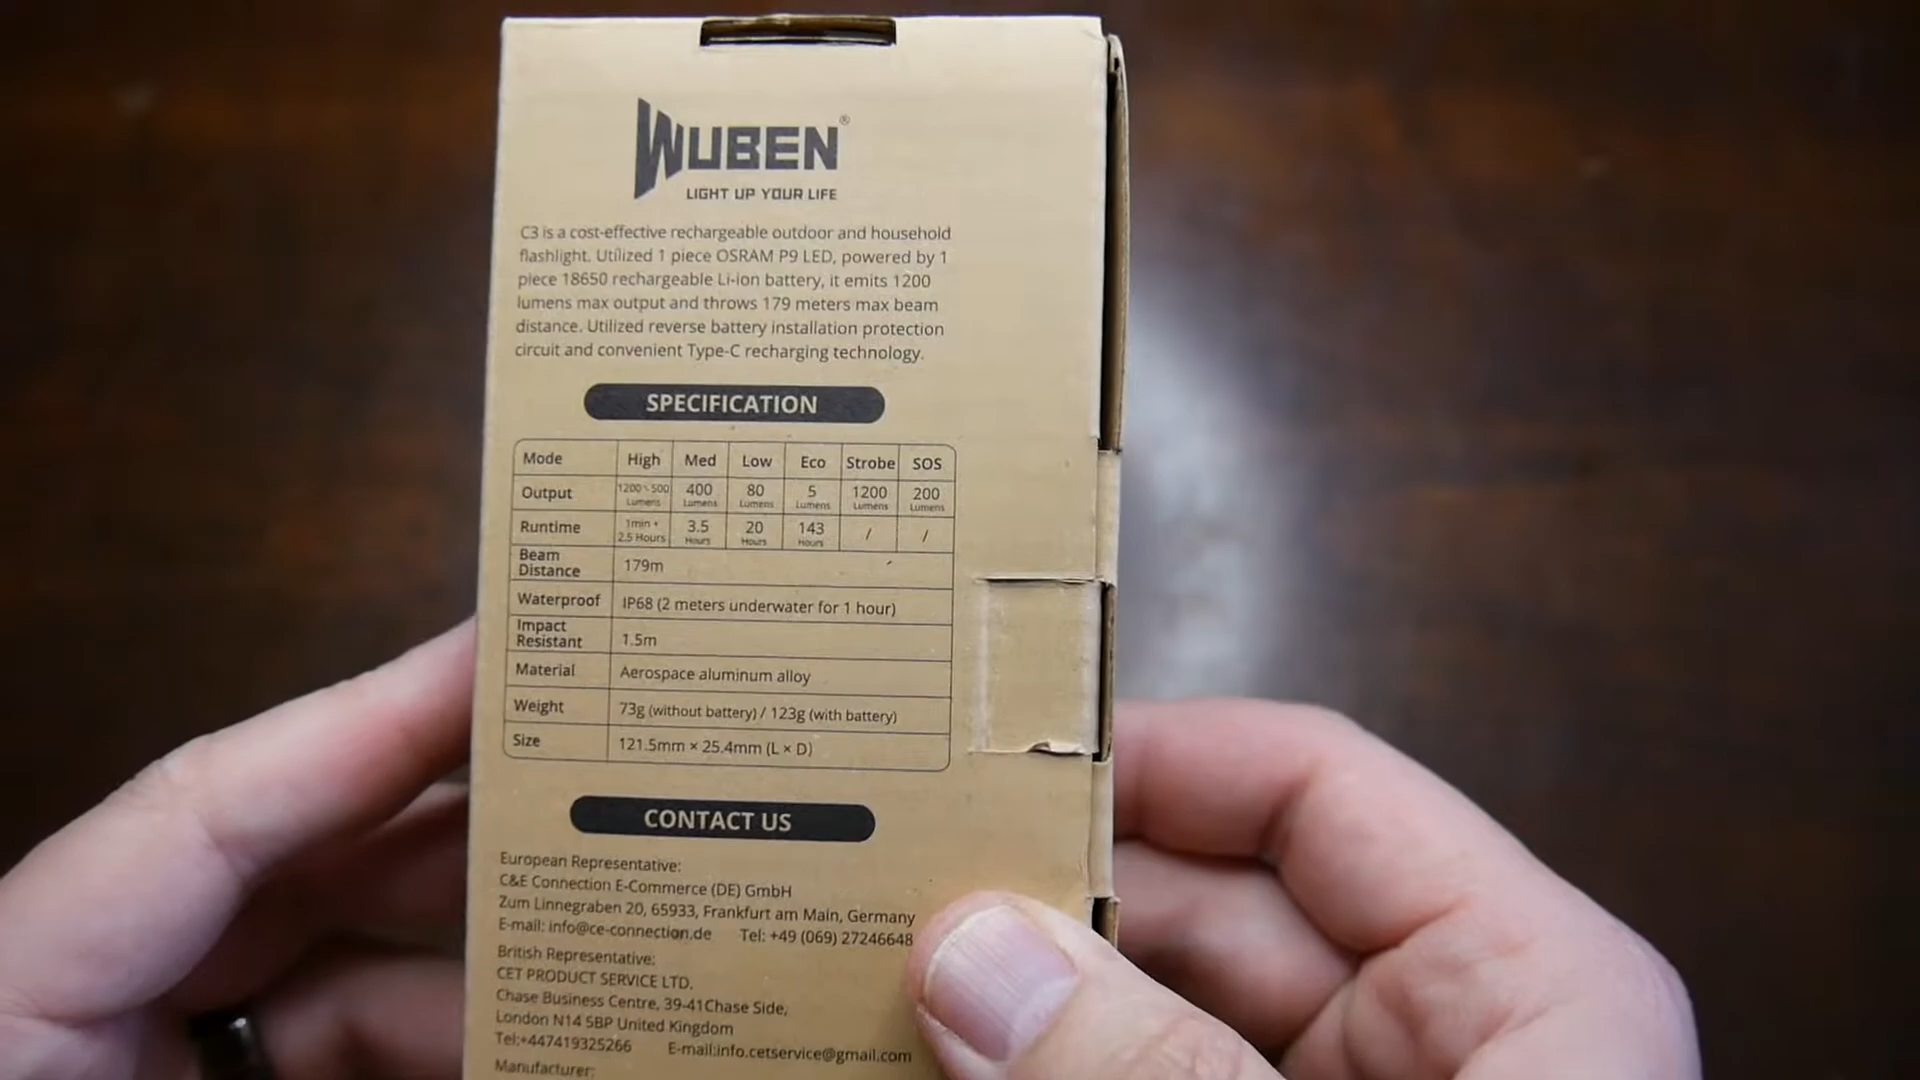 WUBEN®
LIGHT UP YOUR LIFE
C3 is a cost-effective rechargeable outdoor and household
flashlight. Utilized 1 piece OSRAM P9 LED, powered by 1
piece 18650 rechargeable Li-ion battery, it emits 1200
lumens max output and throws 179 meters max beam
distance. Utilized reverse battery installation protection
circuit and convenient Type-C recharging technology.
SPECIFICATION
Mode High Med Low Eco Strobe SOS
Output 1200~500 Lumens 400 Lumens 80 Lumens 5 Lumens 1200 Lumens 200 Lumens
Runtime 1min + 2.5 Hours 3.5 Hours 20 Hours 143 Hours / /
Beam Distance 179m
Waterproof IP68 (2 meters underwater for 1 hour)
Impact Resistant 1.5m
Material Aerospace aluminum alloy
Weight 73g (without battery) / 123g (with battery)
Size 121.5mm × 25.4mm (L × D)
CONTACT US
European Representative:
C&E Connection E-Commerce (DE) GmbH
Zum Linnegraben 20, 65933, Frankfurt am Main, Germany
E-mail: info@ce-connection.de Tel: +49 (069) 27246648
British Representative:
CET PRODUCT SERVICE LTD.
Chase Business Centre, 39-41Chase Side,
London N14 5BP United Kingdom
Tel:+447419325266 E-mail:info.cetservice@gmail.com
Manufacturer: